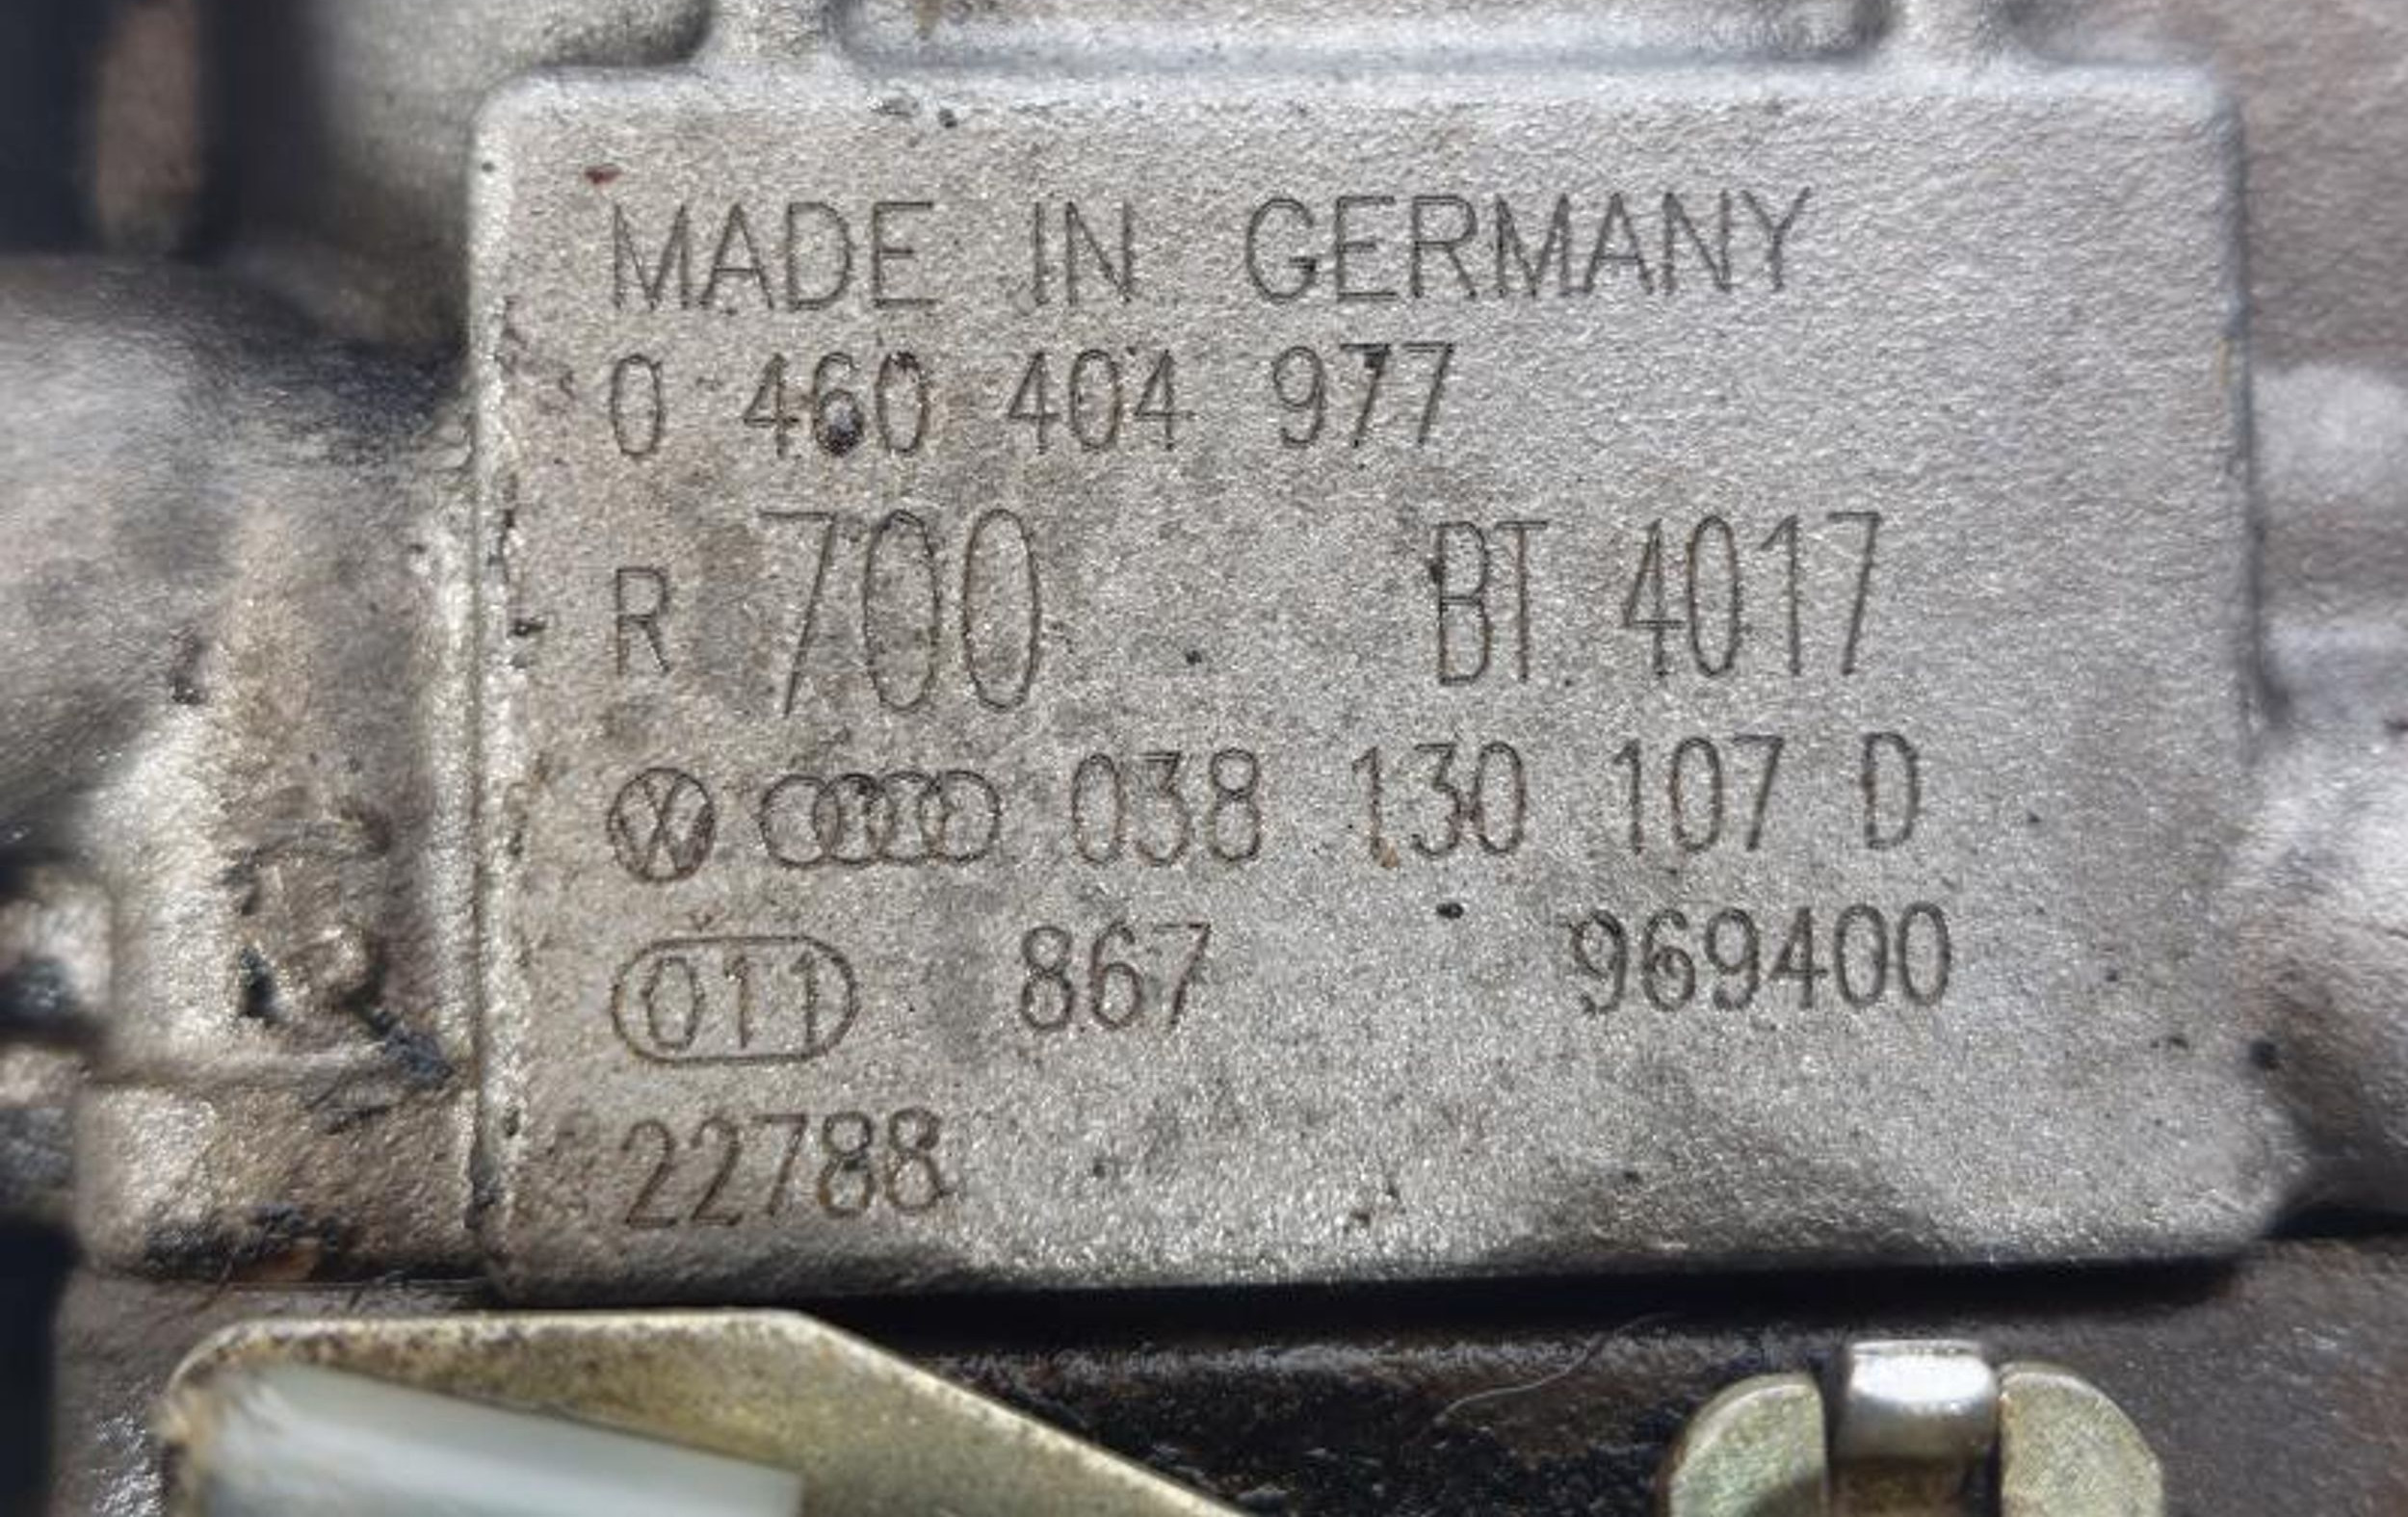 MADE IN GERMANY
0 460 404 977
R 700 BT 4017
038 130 107 D
011 867 969400
22788